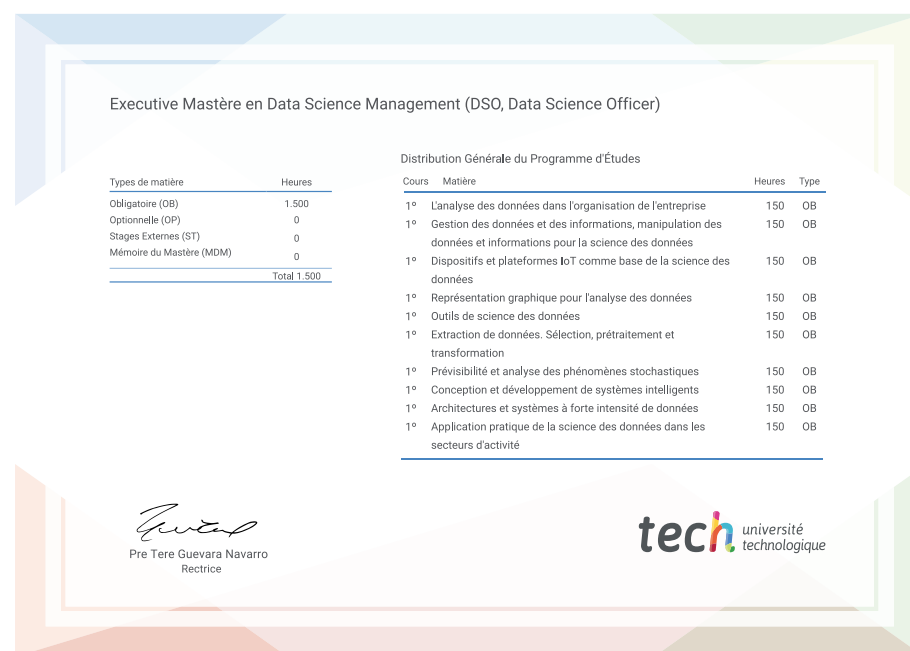 Executive Mastère en Data Science Management (DSO, Data Science Officer)
Types de matière Heures
Obligatoire (OB) 1.500
Optionnelle (OP) 0
Stages Externes (ST) 0
Mémoire du Mastère (MDM) 0
Total 1.500
Distribution Générale du Programme d'Études
Cours Matière Heures Type
1º L'analyse des données dans l'organisation de l'entreprise 150 OB
1º Gestion des données et des informations, manipulation des 150 OB
données et informations pour la science des données
1º Dispositifs et plateformes IoT comme base de la science des 150 OB
données
1º Représentation graphique pour l'analyse des données 150 OB
1º Outils de science des données 150 OB
1º Extraction de données. Sélection, prétraitement et 150 OB
transformation
1º Prévisibilité et analyse des phénomènes stochastiques 150 OB
1º Conception et développement de systèmes intelligents 150 OB
1º Architectures et systèmes à forte intensité de données 150 OB
1º Application pratique de la science des données dans les 150 OB
secteurs d'activité
Pre Tere Guevara Navarro
Rectrice
tech université
technologique